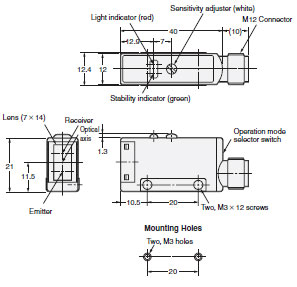 Sensitivity adjuster (white)
Light indicator (red)
40
(10)
M12 Connector
12.9
7
12.4
12
Stability indicator (green)
Lens (7 × 14)
Receiver
Optical
axis
1.3
Operation mode
selector switch
21
11.5
10.5
20
Two, M3 × 12 screws
Emitter
Mounting Holes
Two, M3 holes
20